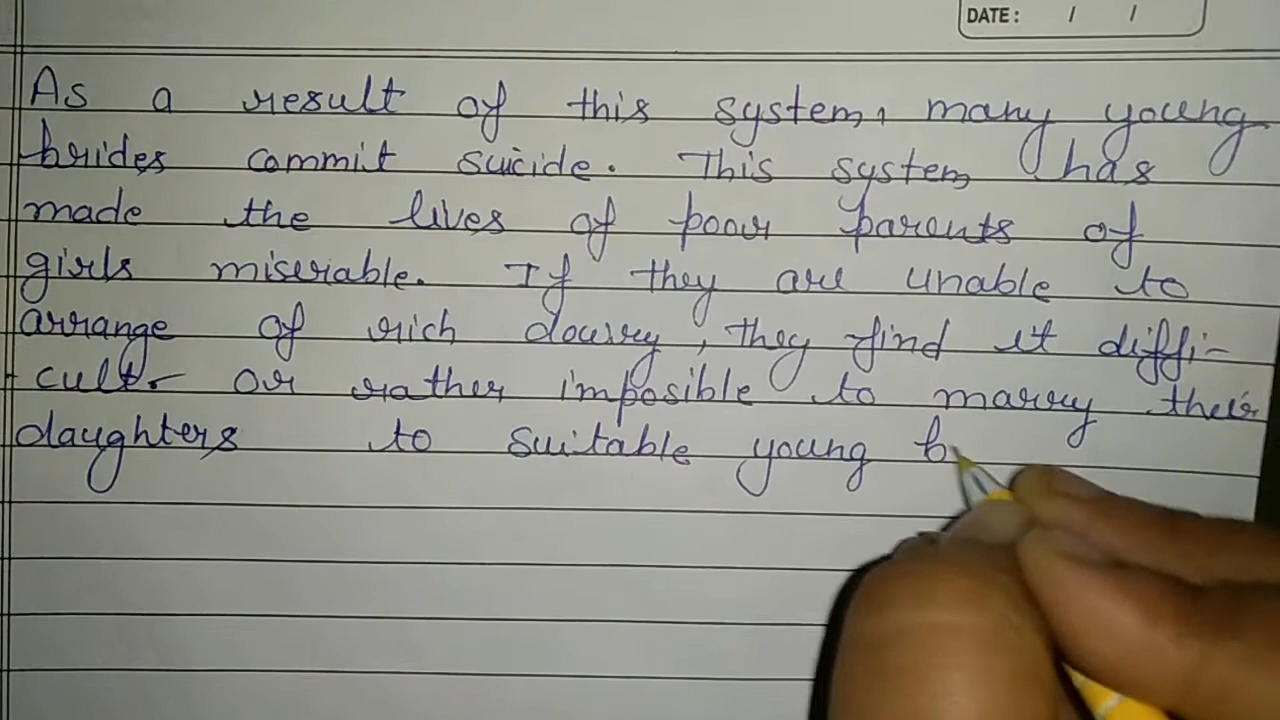 DATE: / /
As a result of this system, many young
brides commit suicide. This system has
made the lives of poor parents of
girls miserable. If they are unable to
arrange of rich dowry, they find it diffi-
cult or rather imposible to marry their
daughters to suitable young b